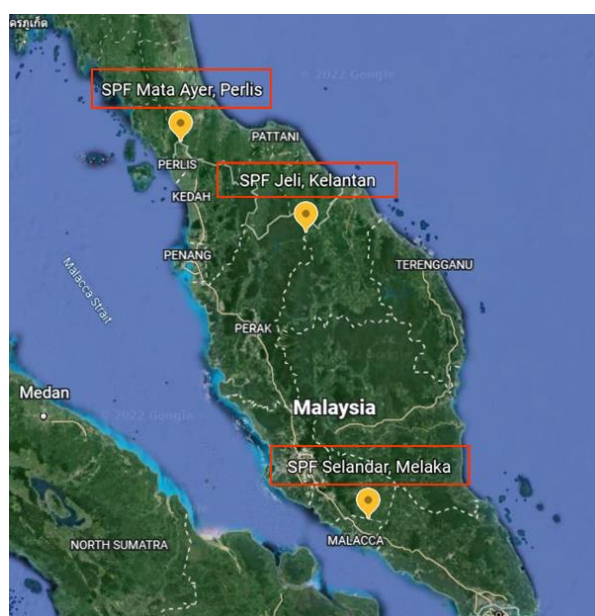 ครภูเก็ต
© 2022 Google
SPF Mata Ayer, Perlis
PATTANI
PERLIS
SPF Jeli, Kelantan
KEDAH
PENANG
TERENGGANU
Malacca Strait
PERAK
Medan
© 2022 Google
Malaysia
SPF Selandar, Melaka
NORTH SUMATRA
MALACCA